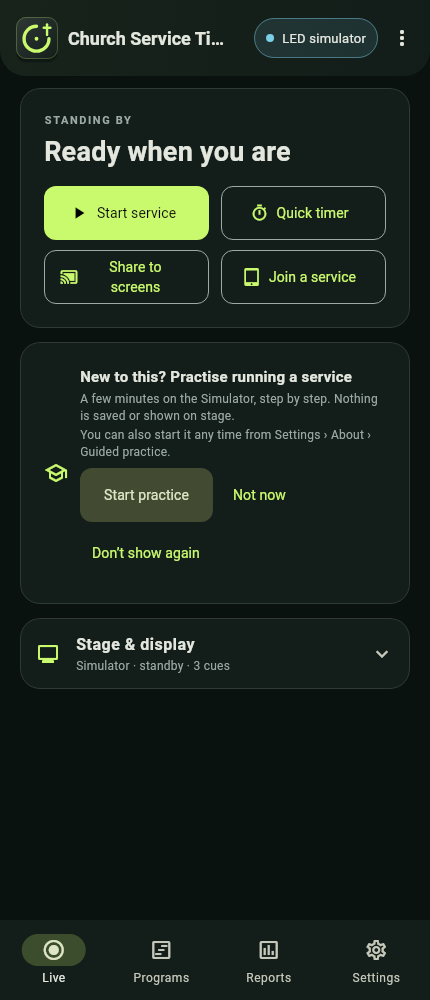 Church Service Ti...
LED simulator
STANDING BY
Ready when you are
Start service
Quick timer
Share to
screens
Join a service
New to this? Practise running a service
A few minutes on the Simulator, step by step. Nothing
is saved or shown on stage.
You can also start it any time from Settings › About ›
Guided practice.
Start practice
Not now
Don't show again
Stage & display
Simulator · standby · 3 cues
Live
Programs
Reports
Settings